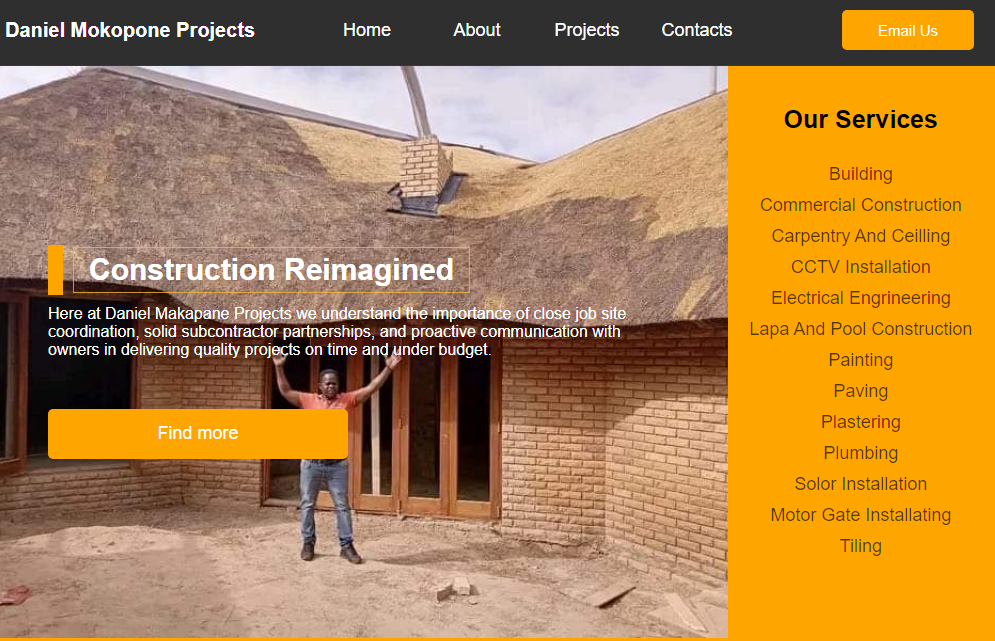 Daniel Mokopone Projects
Home
About
Projects
Contacts
Email Us
Construction Reimagined
Here at Daniel Makapane Projects we understand the importance of close job site
coordination, solid subcontractor partnerships, and proactive communication with
owners in delivering quality projects on time and under budget.
Find more
Our Services
Building
Commercial Construction
Carpentry And Ceilling
CCTV Installation
Electrical Engrineering
Lapa And Pool Construction
Painting
Paving
Plastering
Plumbing
Solor Installation
Motor Gate Installating
Tiling